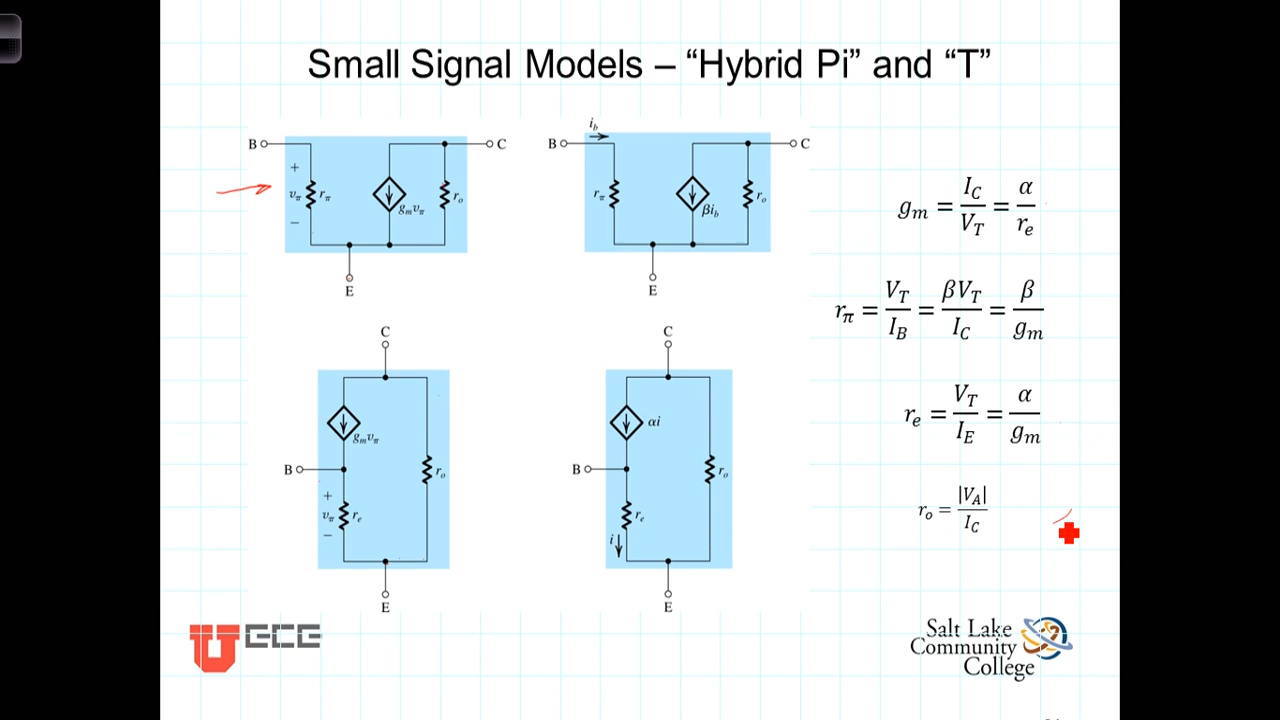 Small Signal Models – “Hybrid Pi” and “T”
B
C
+
vπ
rπ
−
gmvπ
ro
E
ib
B
C
rπ
βib
ro
E
C
gmvπ
B
+
vπ
re
−
ro
E
C
αi
B
re
i
ro
E
gm = IC/VT = α/re
rπ = VT/IB = βVT/IC = β/gm
re = VT/IE = α/gm
ro = |VA|/IC
U ECE
Salt Lake
Community
College